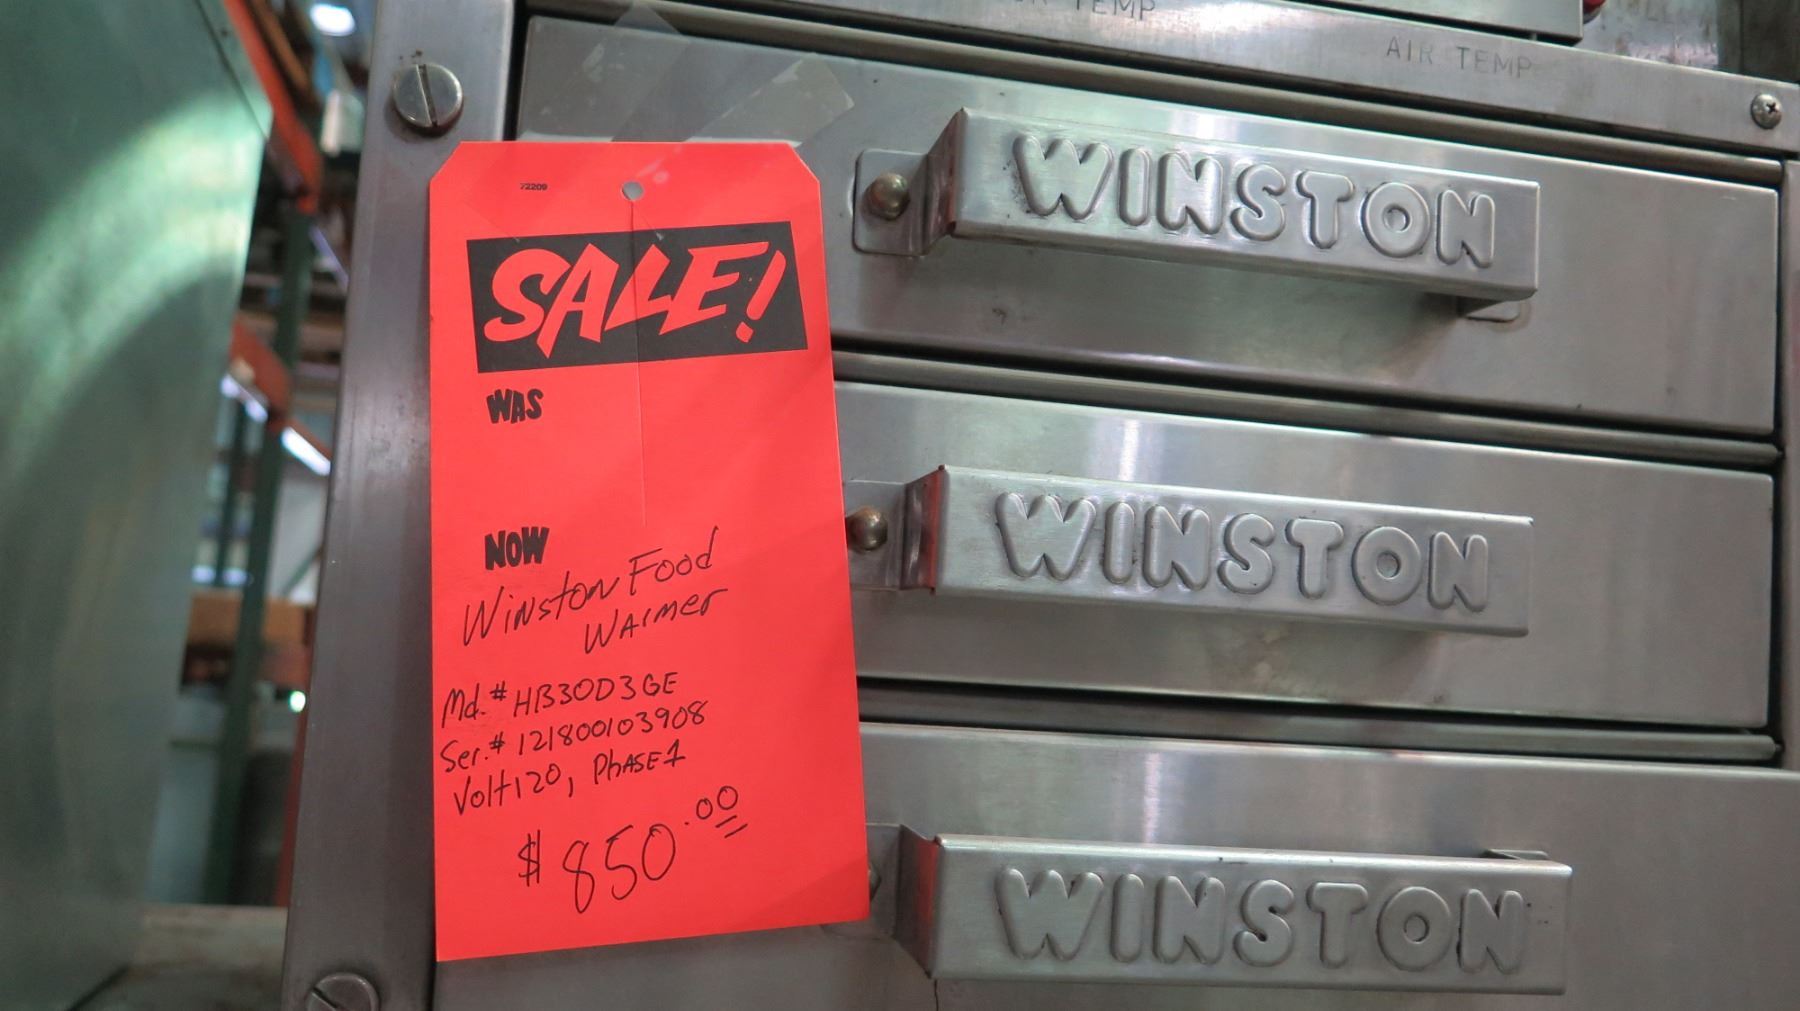 TEMP
AIR TEMP
WINSTON
72209
SALE!
WAS
WINSTON
NOW
Winston Food
Warmer
Md.# HB30D3GE
Ser.# 121800103908
Volt 120, Phase 1
$850.00
WINSTON